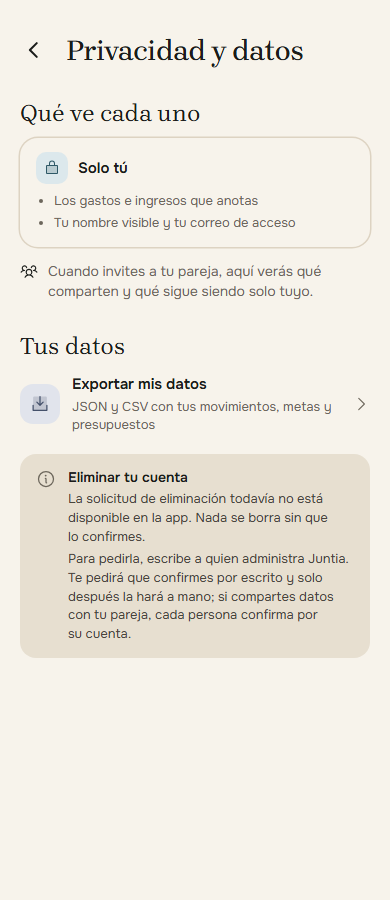 Privacidad y datos
Qué ve cada uno
Solo tú
• Los gastos e ingresos que anotas
• Tu nombre visible y tu correo de acceso
Cuando invites a tu pareja, aquí verás qué
comparten y qué sigue siendo solo tuyo.
Tus datos
Exportar mis datos
JSON y CSV con tus movimientos, metas y
presupuestos
Eliminar tu cuenta
La solicitud de eliminación todavía no está
disponible en la app. Nada se borra sin que
lo confirmes.
Para pedirla, escribe a quien administra Juntia.
Te pedirá que confirmes por escrito y solo
después la hará a mano; si compartes datos
con tu pareja, cada persona confirma por
su cuenta.